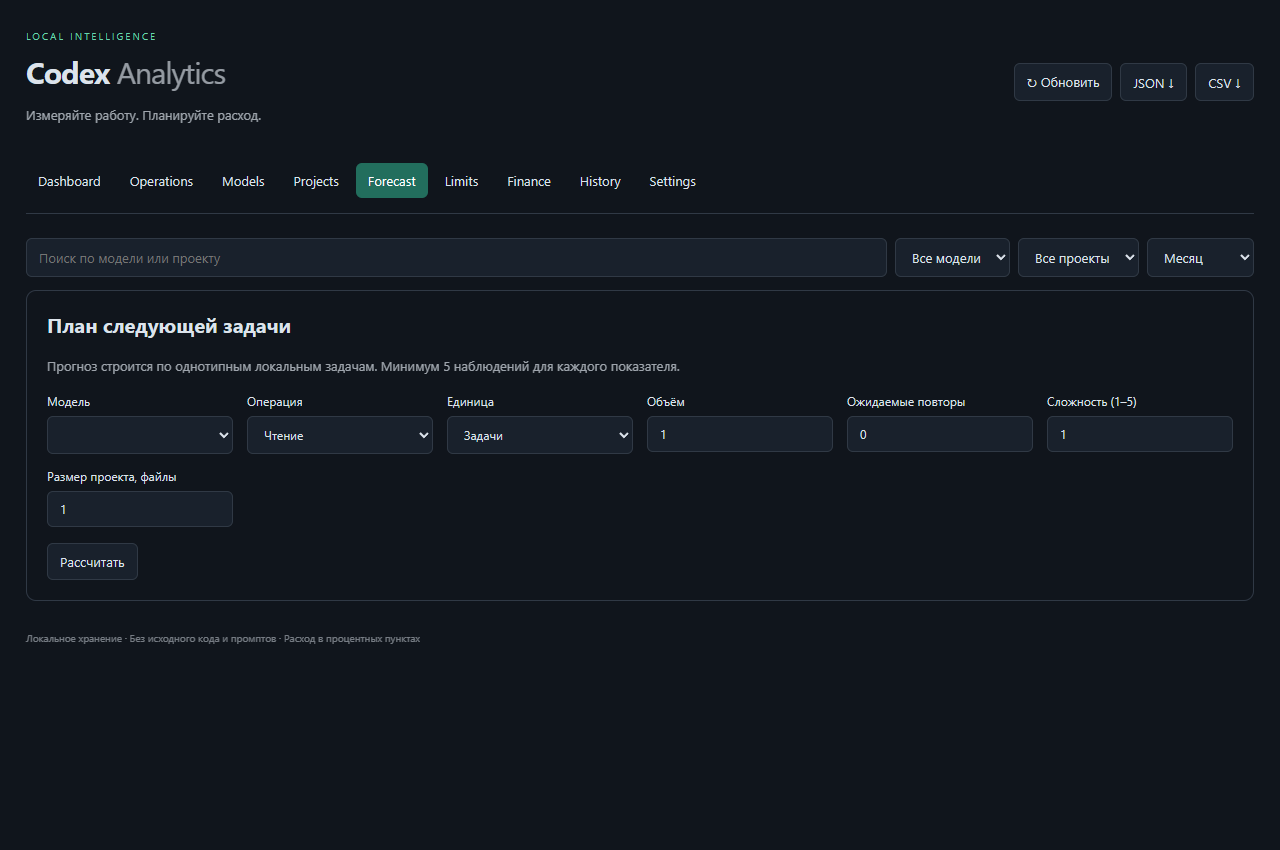 LOCAL INTELLIGENCE
Codex Analytics
Измеряйте работу. Планируйте расход.
↻ Обновить JSON ↓ CSV ↓
Dashboard Operations Models Projects Forecast Limits Finance History Settings
Поиск по модели или проекту Все модели Все проекты Месяц
План следующей задачи
Прогноз строится по однотипным локальным задачам. Минимум 5 наблюдений для каждого показателя.
Модель Операция Единица Объём Ожидаемые повторы Сложность (1–5)
Чтение Задачи 1 0 1
Размер проекта, файлы
1
Рассчитать
Локальное хранение · Без исходного кода и промптов · Расход в процентных пунктах